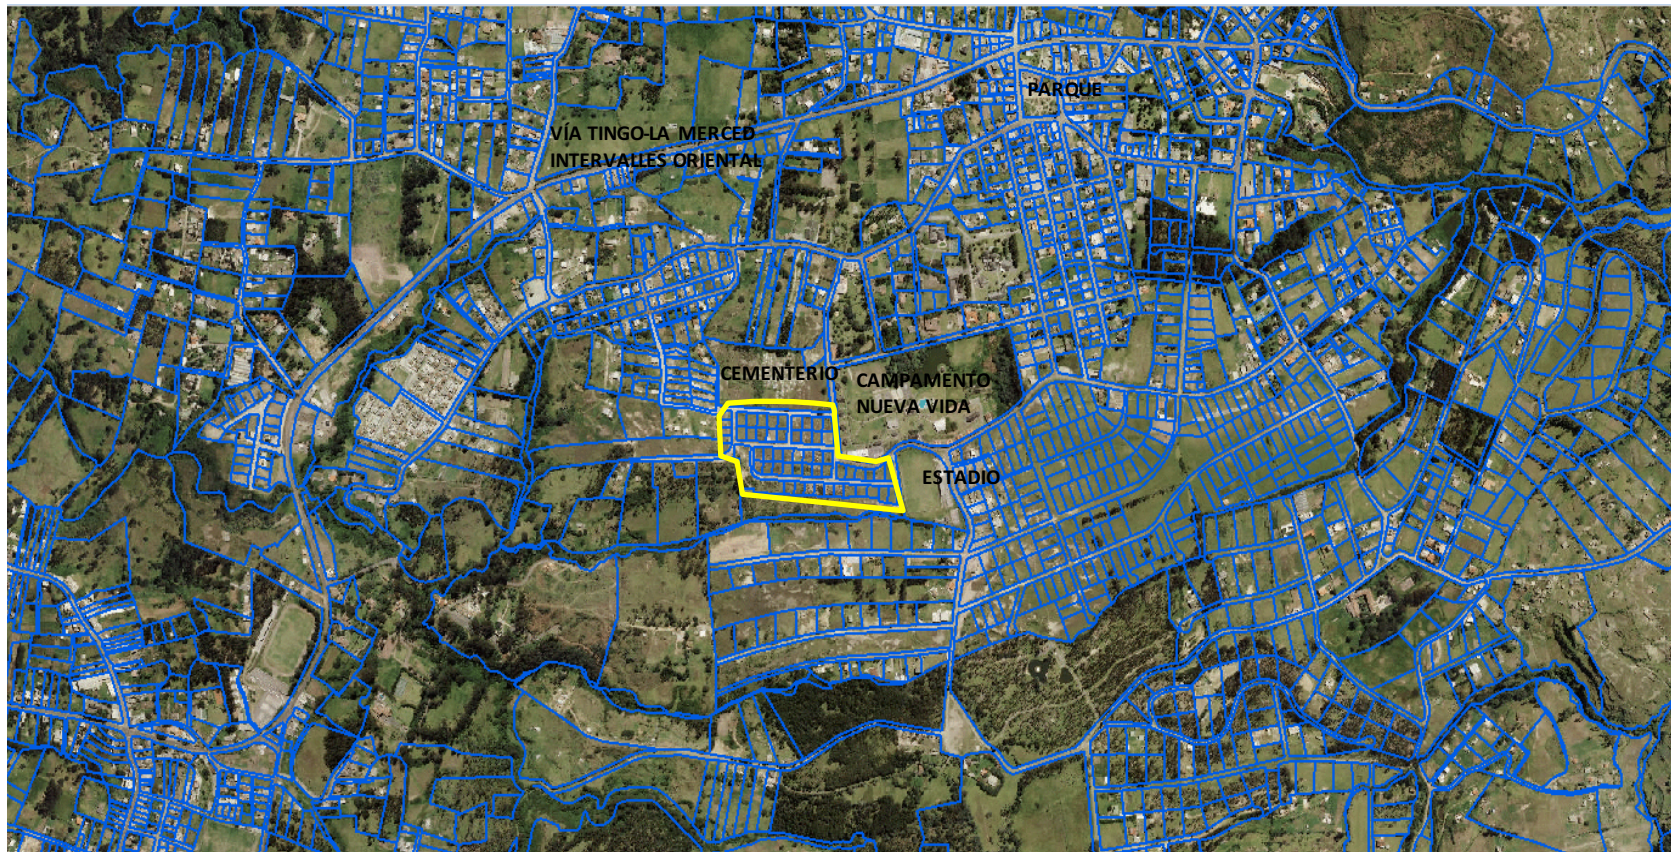 PARQUE
VÍA TINGO-LA MERCED
INTERVALLES ORIENTAL
CEMENTERIO
CAMPAMENTO
NUEVA VIDA
ESTADIO